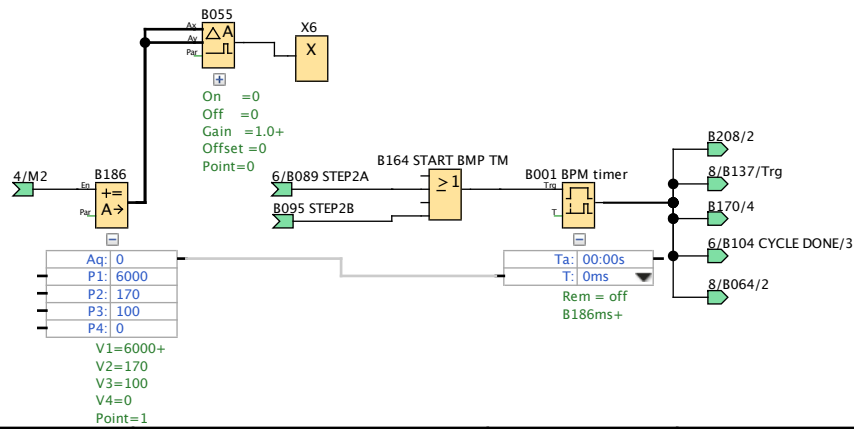 B055
X6
Ax
Ay
Par
△A
X
On =0
Off =0
Gain =1.0+
Offset =0
Point=0
B208/2
B164 START BMP TM
4/M2
B186
6/B089 STEP2A
B001 BPM timer
8/B137/Trg
En
+=
≥1
Trg
Par
A→
B095 STEP2B
T
B170/4
Aq: 0
Ta: 00:00s
6/B104 CYCLE DONE/3
P1: 6000
T: 0ms
P2: 170
Rem = off
8/B064/2
P3: 100
B186ms+
P4: 0
V1=6000+
V2=170
V3=100
V4=0
Point=1